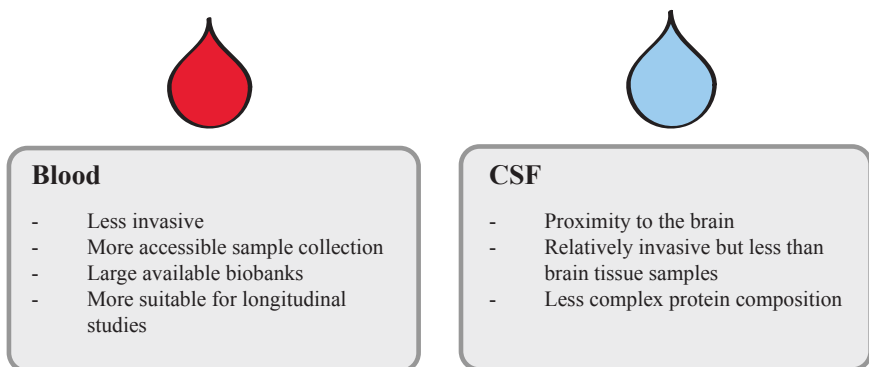 Blood
- Less invasive
- More accessible sample collection
- Large available biobanks
- More suitable for longitudinal
studies
CSF
- Proximity to the brain
- Relatively invasive but less than
brain tissue samples
- Less complex protein composition